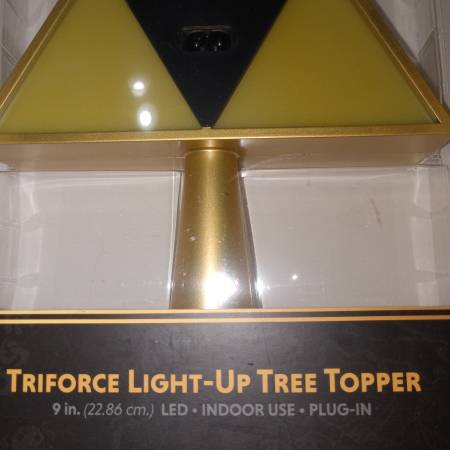 TRIFORCE LIGHT-UP TREE TOPPER
9 in. (22.86 cm.) LED • INDOOR USE • PLUG-IN